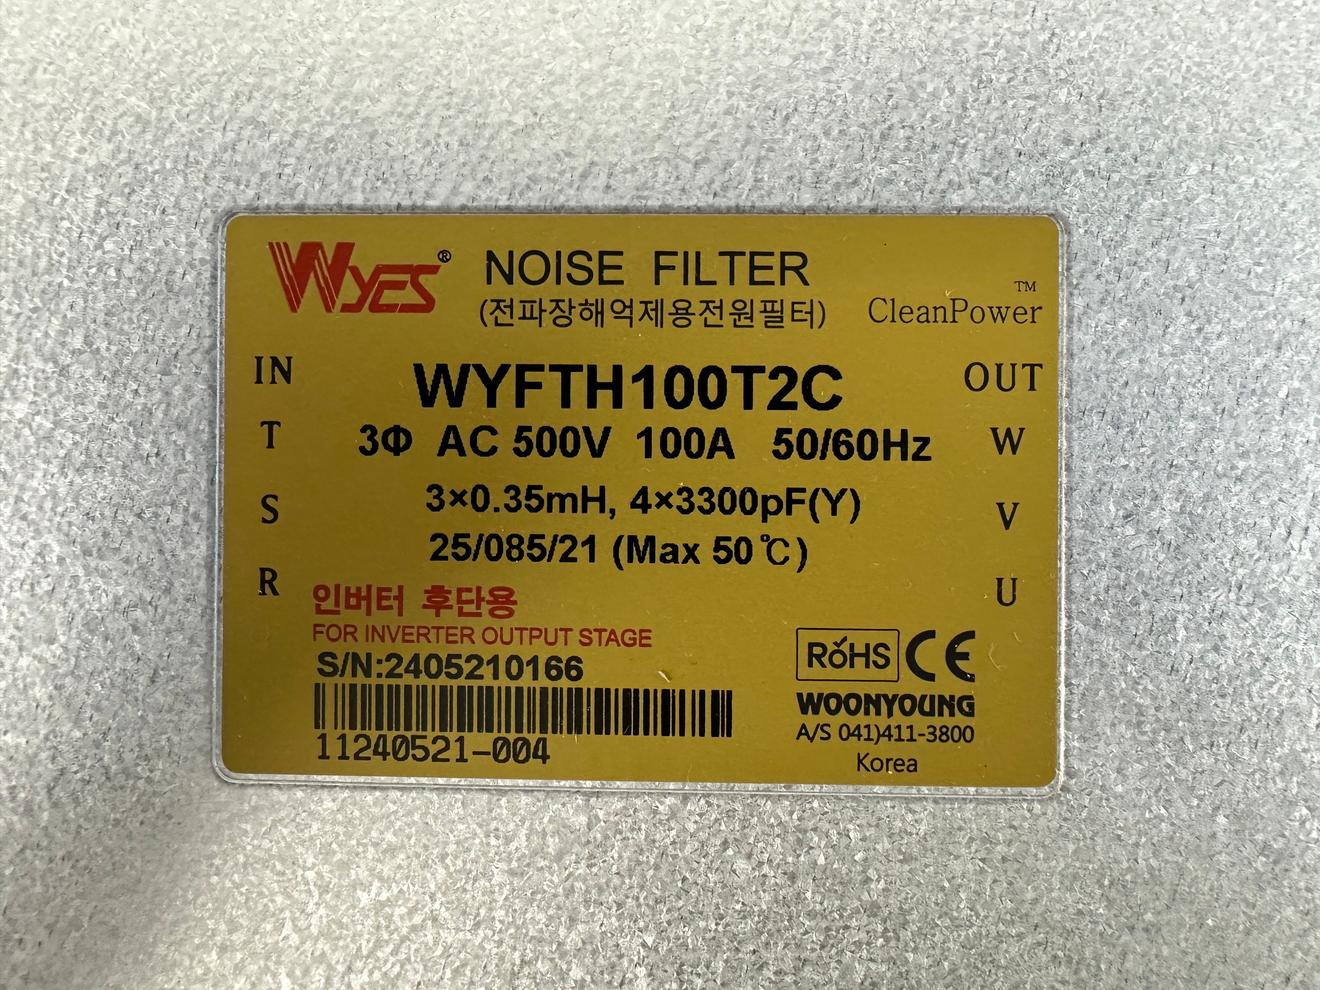 WYES® NOISE FILTER
(전파장해억제용전원필터) CleanPower™
IN WYFTH100T2C OUT
T 3Φ AC 500V 100A 50/60Hz W
S 3×0.35mH, 4×3300pF(Y) V
25/085/21 (Max 50℃)
R 인버터 후단용 U
FOR INVERTER OUTPUT STAGE
S/N:2405210166 RoHS CE
WOONYOUNG
11240521-004 A/S 041)411-3800
Korea